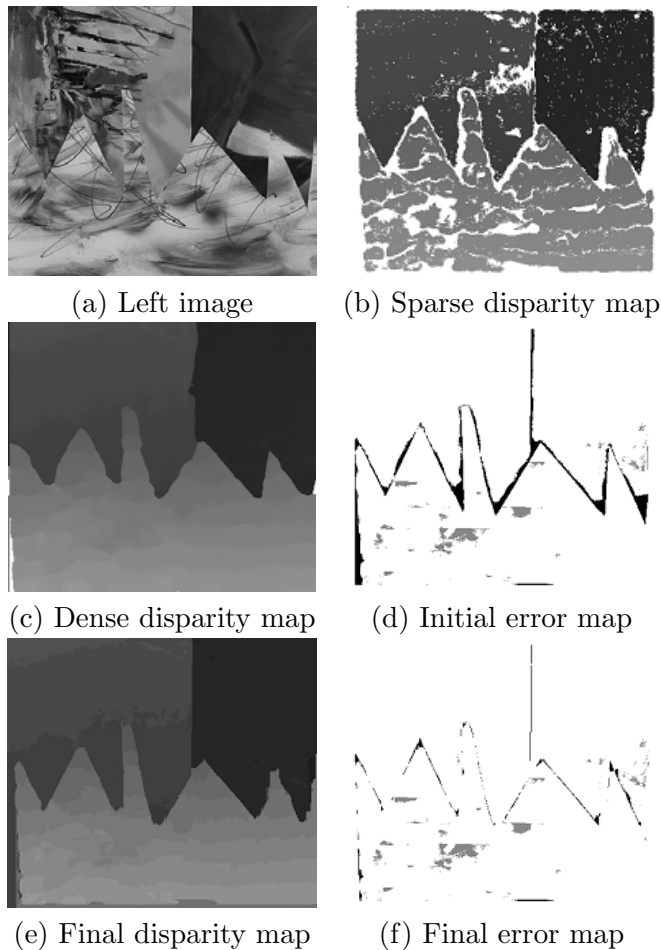 (a) Left image
(b) Sparse disparity map
(c) Dense disparity map
(d) Initial error map
(e) Final disparity map
(f) Final error map